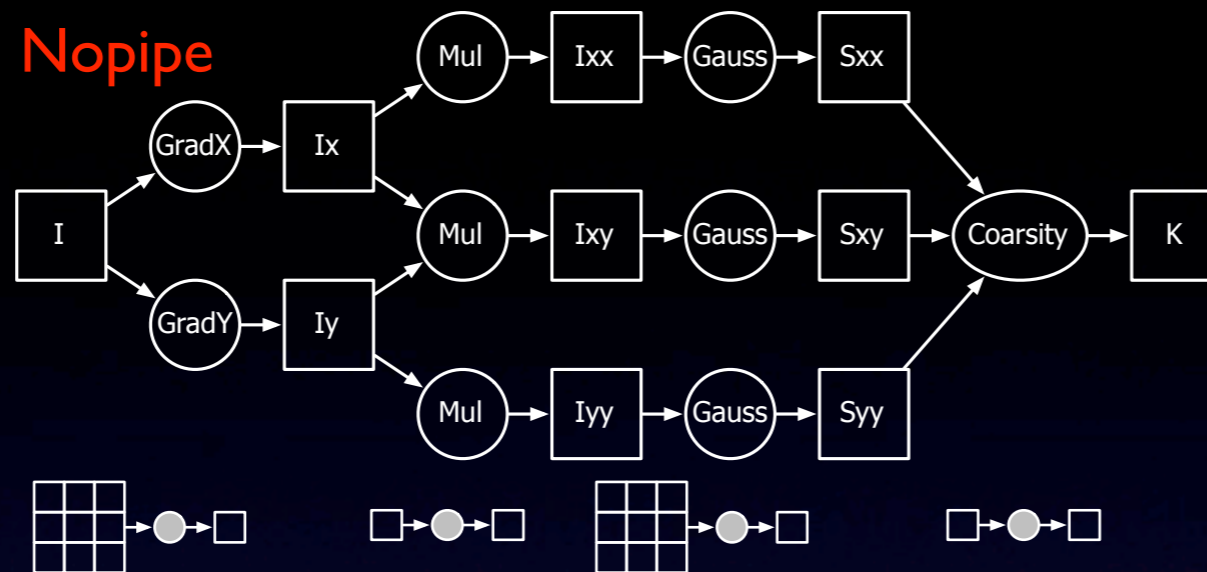 Nopipe
Mul
Ixx
Gauss
Sxx
GradX
Ix
I
Mul
Ixy
Gauss
Sxy
Coarsity
K
GradY
Iy
Mul
Iyy
Gauss
Syy